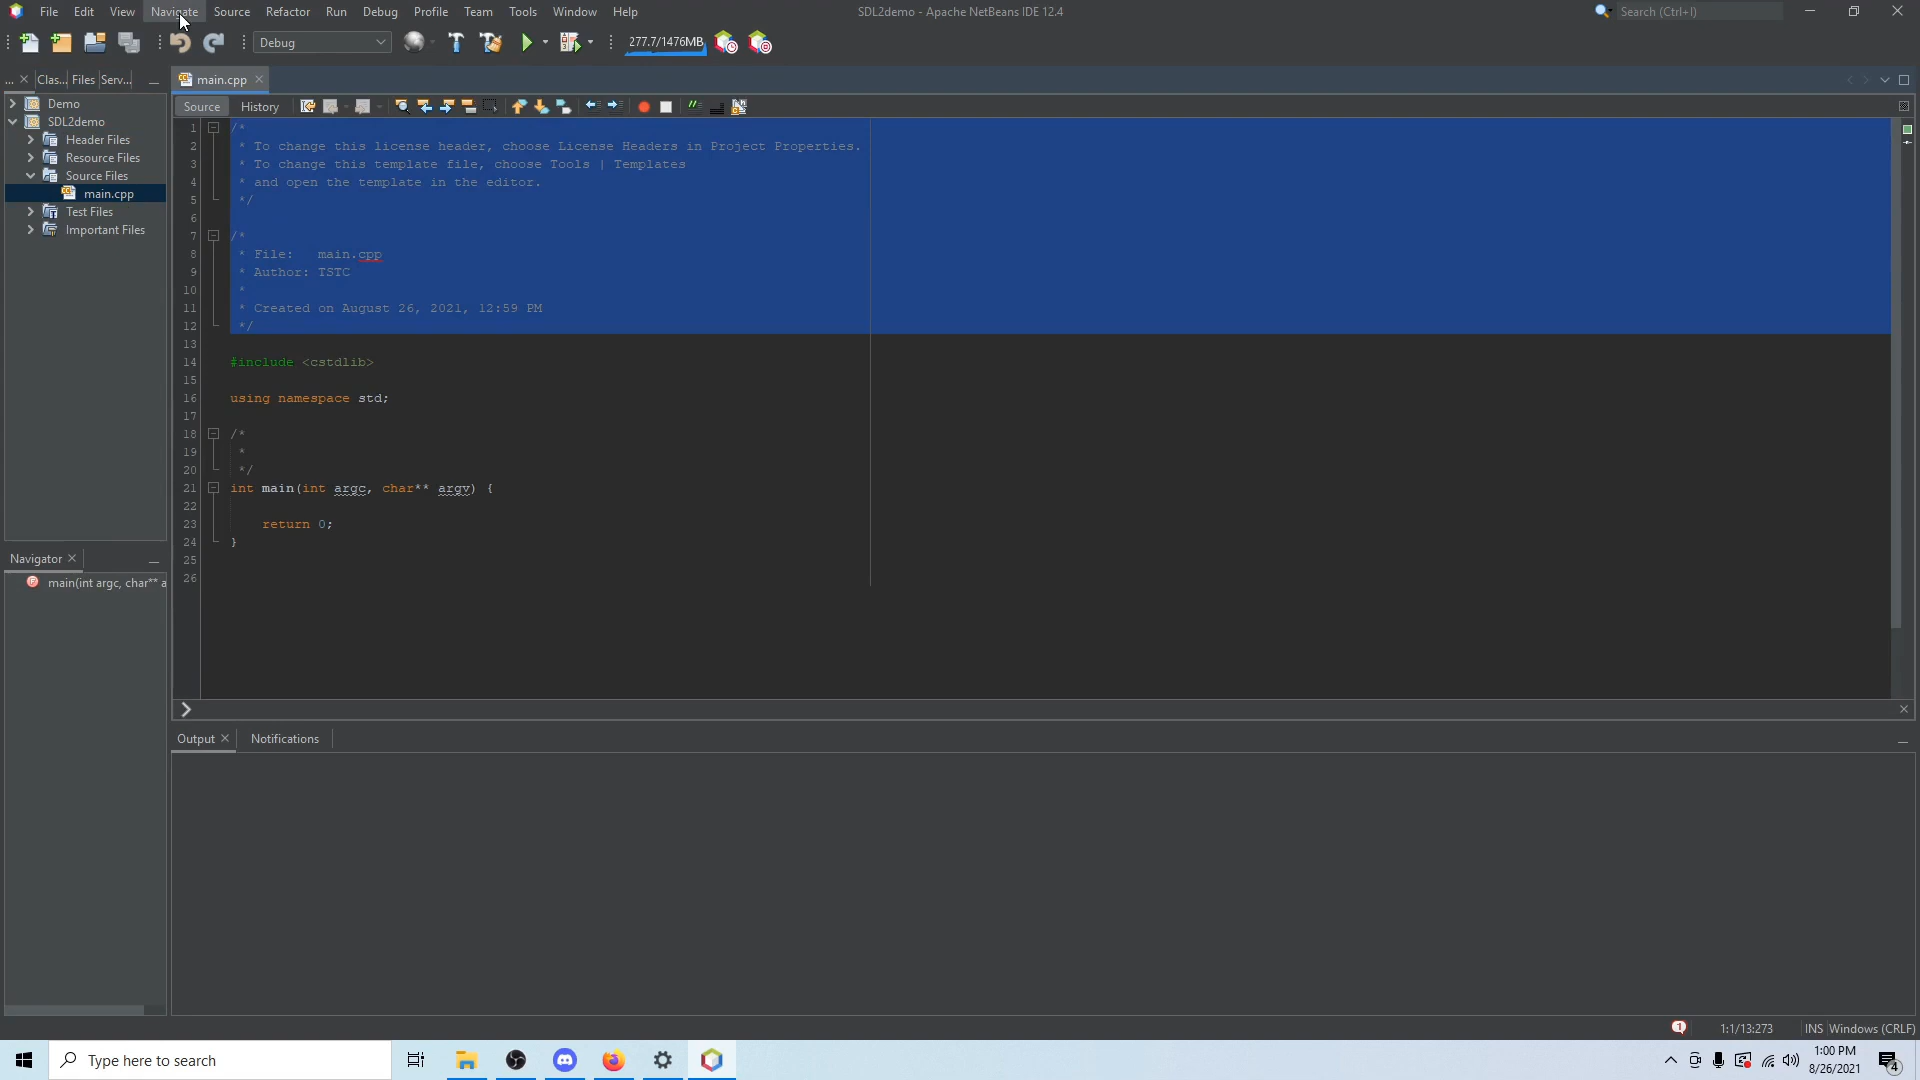 File Edit View Navigate Source Refactor Run Debug Profile Team Tools Window Help
SDL2demo - Apache NetBeans IDE 12.4
Search (Ctrl+I)
Debug
277.7/1476MB
... Clas... Files Serv...
main.cpp
Demo
SDL2demo
Header Files
Resource Files
Source Files
main.cpp
Test Files
Important Files
Source History
1 /*
2 * To change this license header, choose License Headers in Project Properties.
3 * To change this template file, choose Tools | Templates
4 * and open the template in the editor.
5 */
6
7 /*
8 * File:   main.cpp
9 * Author: TSTC
10 *
11 * Created on August 26, 2021, 12:59 PM
12 */
13
14 #include <cstdlib>
15
16 using namespace std;
17
18 /*
19 *
20 */
21 int main(int argc, char** argv) {
22
23 return 0;
24 }
25
26
Navigator
main(int argc, char** a
Output Notifications
1 1:1/13:273 INS Windows (CRLF)
Type here to search
1:00 PM
8/26/2021
4